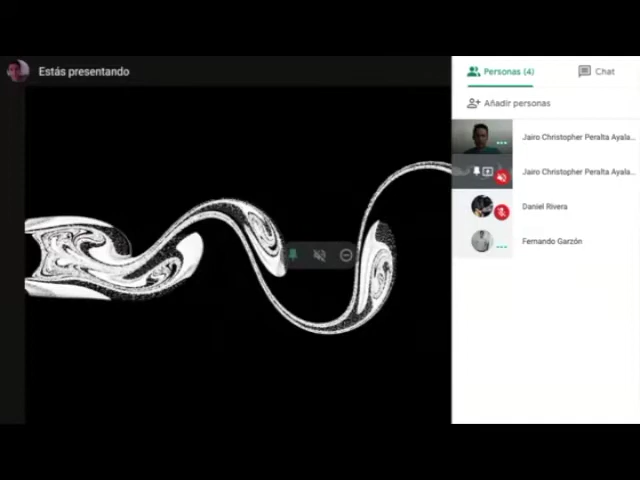 Estás presentando
Personas (4)
Chat
Añadir personas
Jairo Christopher Peralta Ayala...
Jairo Christopher Peralta Ayala...
Daniel Rivera
Fernando Garzón